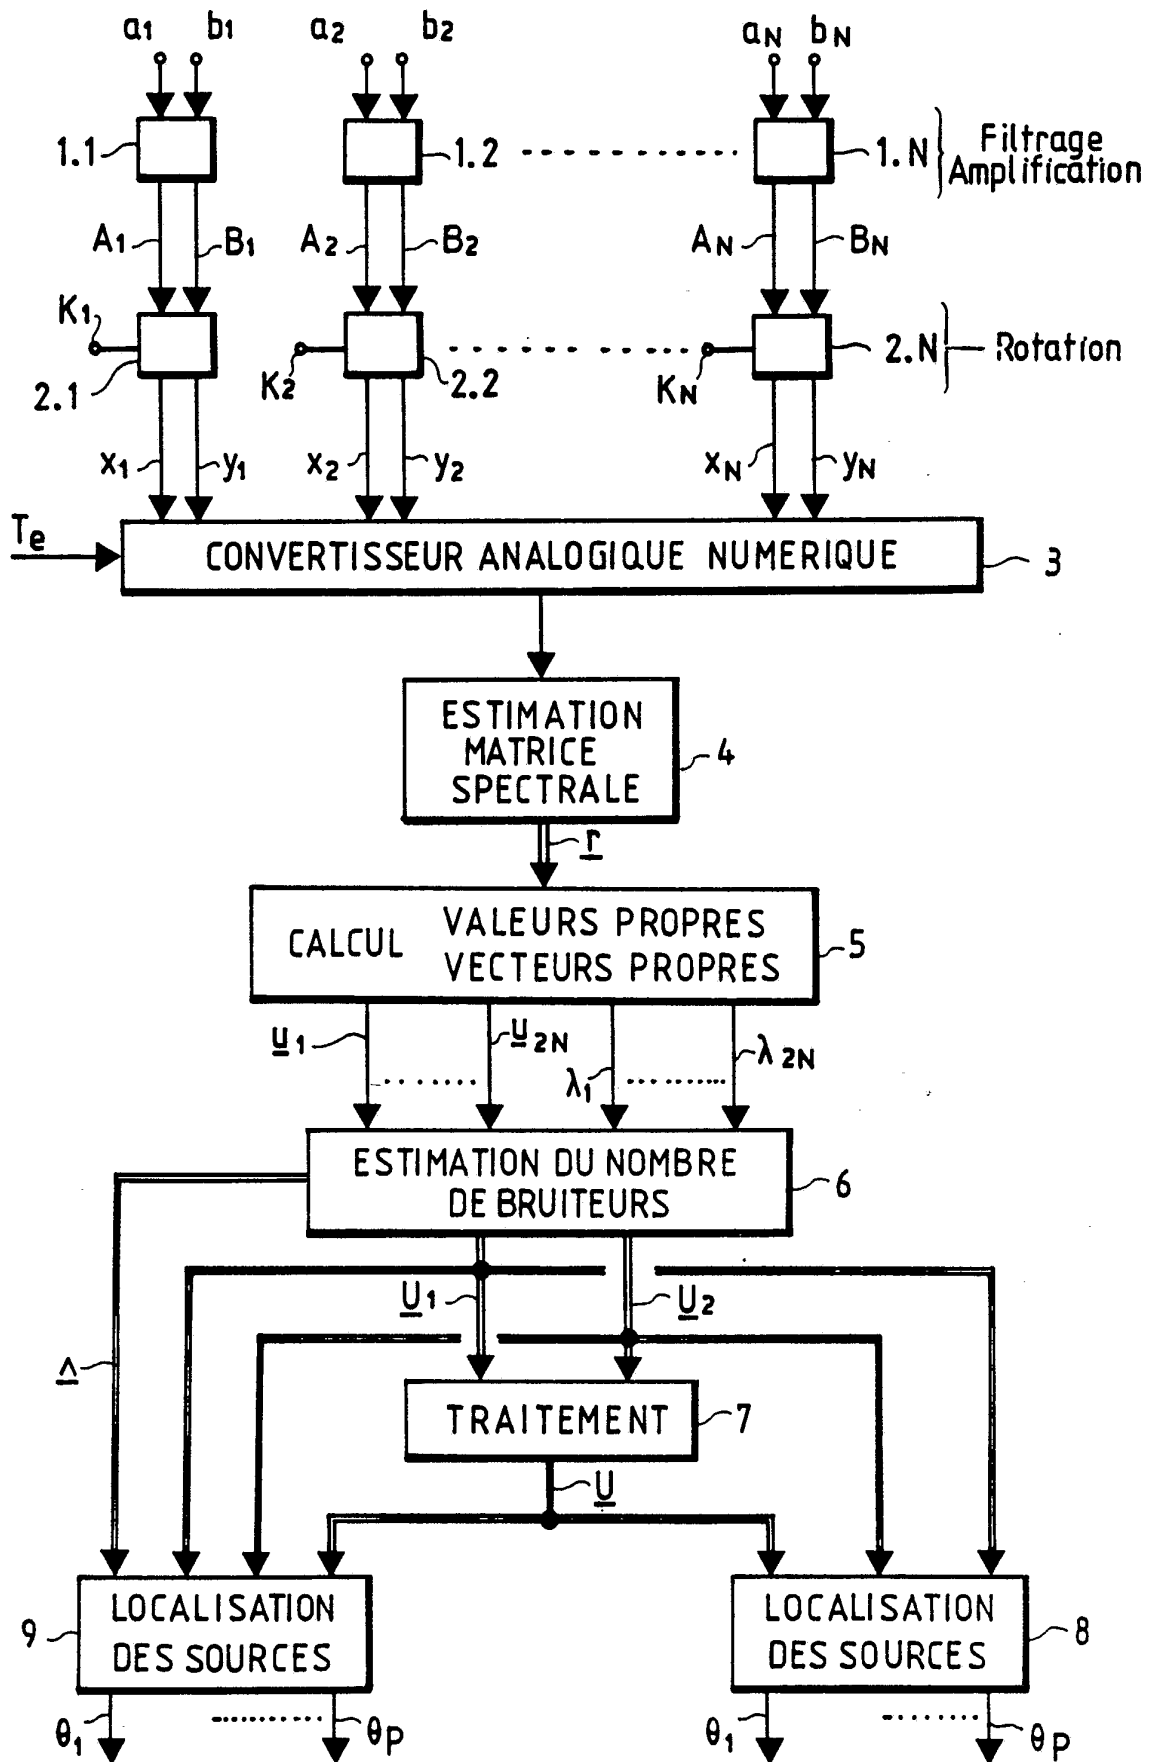 a1 b1 a2 b2 aN bN
1.1 1.2 1.N Filtrage
Amplification
A1 B1 A2 B2 AN BN
K1 K2 KN
2.1 2.2 2.N Rotation
x1 y1 x2 y2 xN yN
Te
CONVERTISSEUR ANALOGIQUE NUMERIQUE 3
ESTIMATION
MATRICE
SPECTRALE
4
r
CALCUL
VALEURS PROPRES
VECTEURS PROPRES
5
u1 u2N λ1 λ2N
ESTIMATION DU NOMBRE
DE BRUITEURS
6
U1 U2
Λ
TRAITEMENT 7
U
9
LOCALISATION
DES SOURCES
LOCALISATION
DES SOURCES
8
θ1 θP θ1 θP